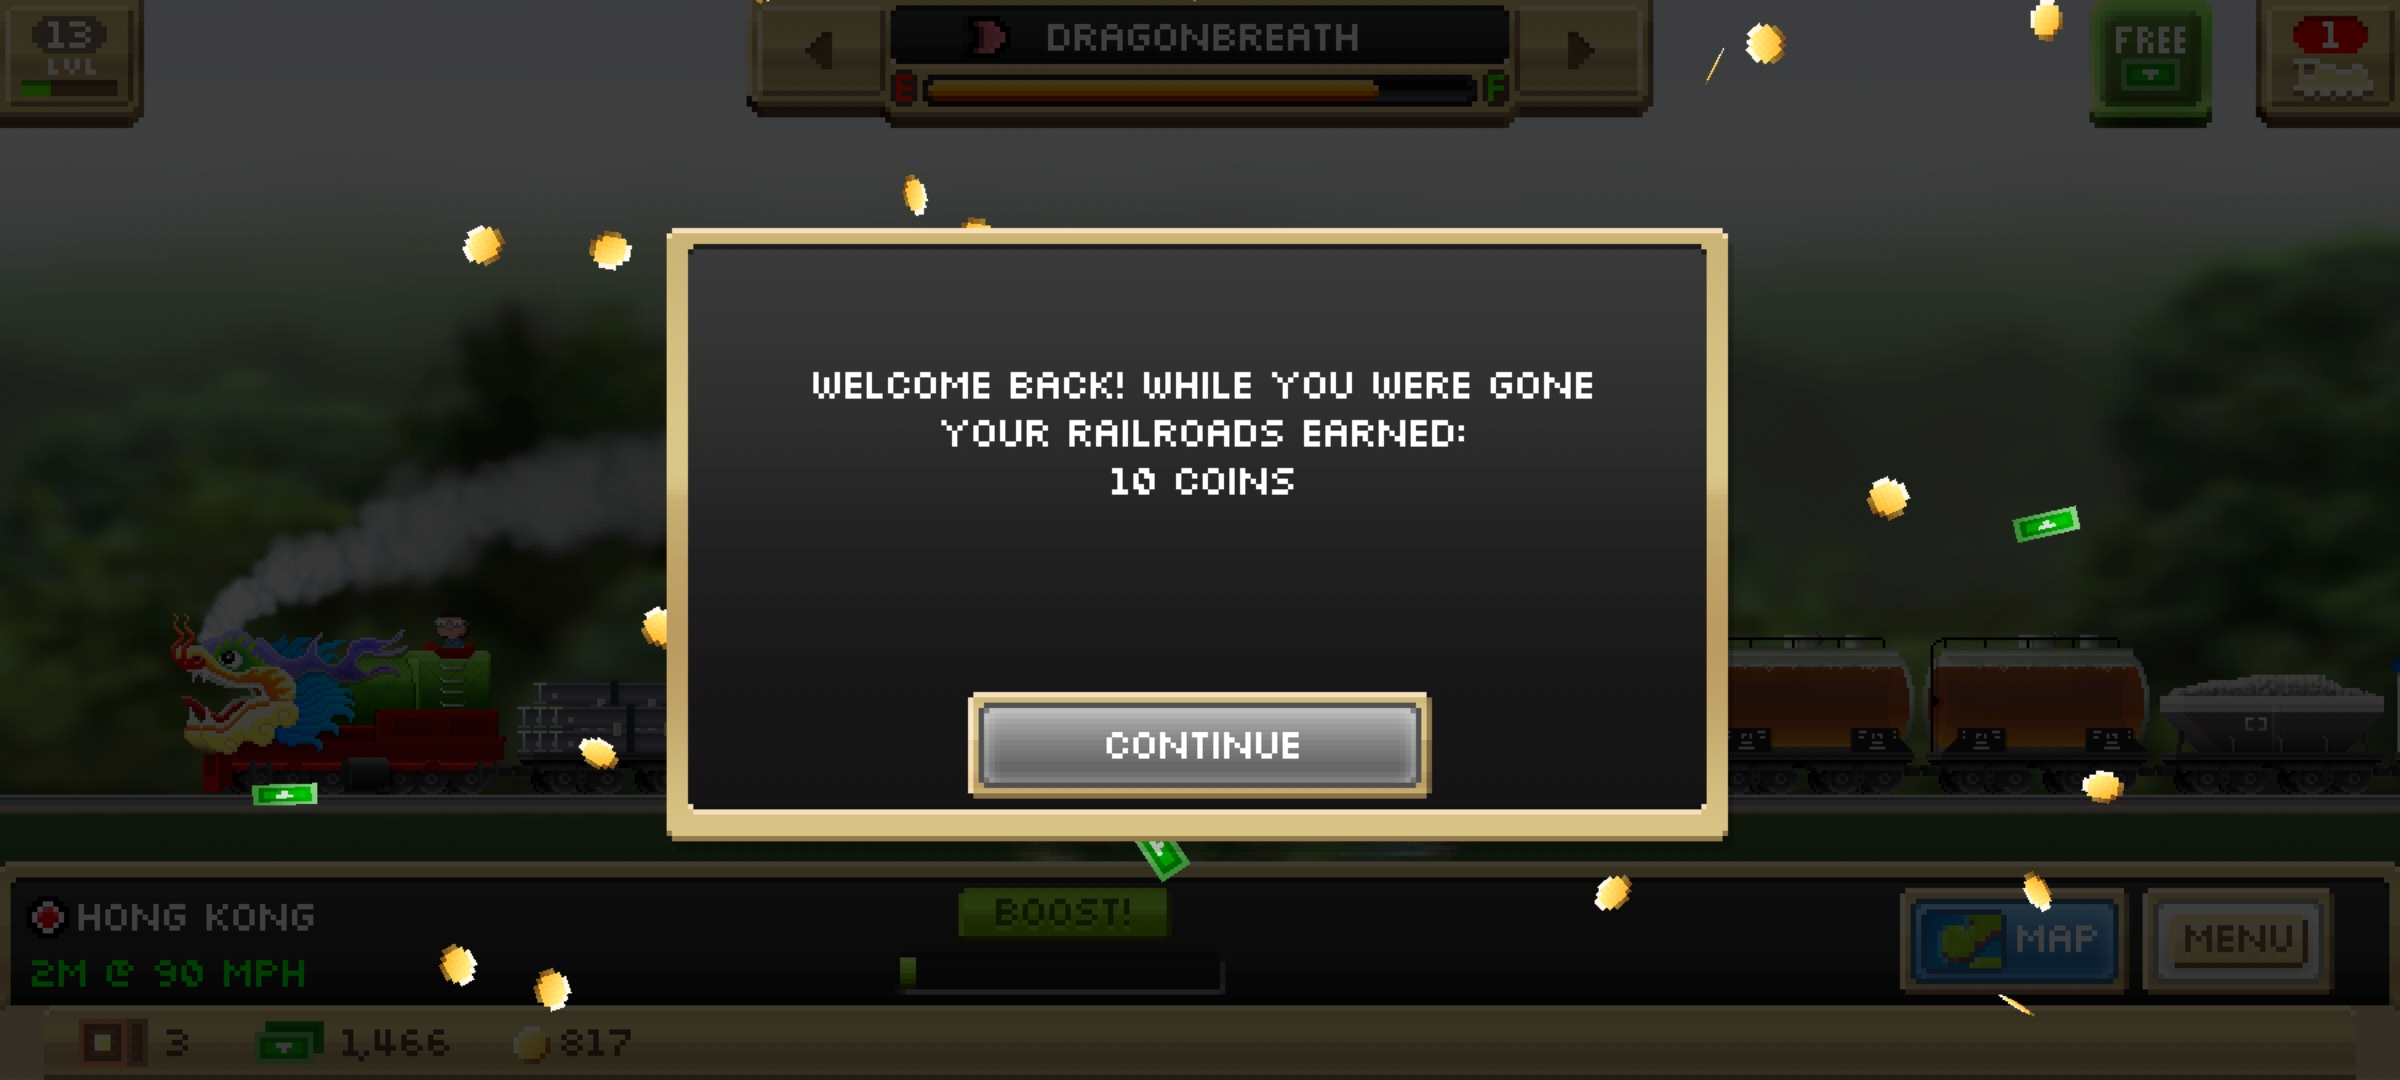 13
LVL
DRAGONBREATH
E
F
FREE
1
WELCOME BACK! WHILE YOU WERE GONE
YOUR RAILROADS EARNED:
10 COINS
CONTINUE
HONG KONG
2M @ 90 MPH
BOOST!
MAP
MENU
3
1,466
817